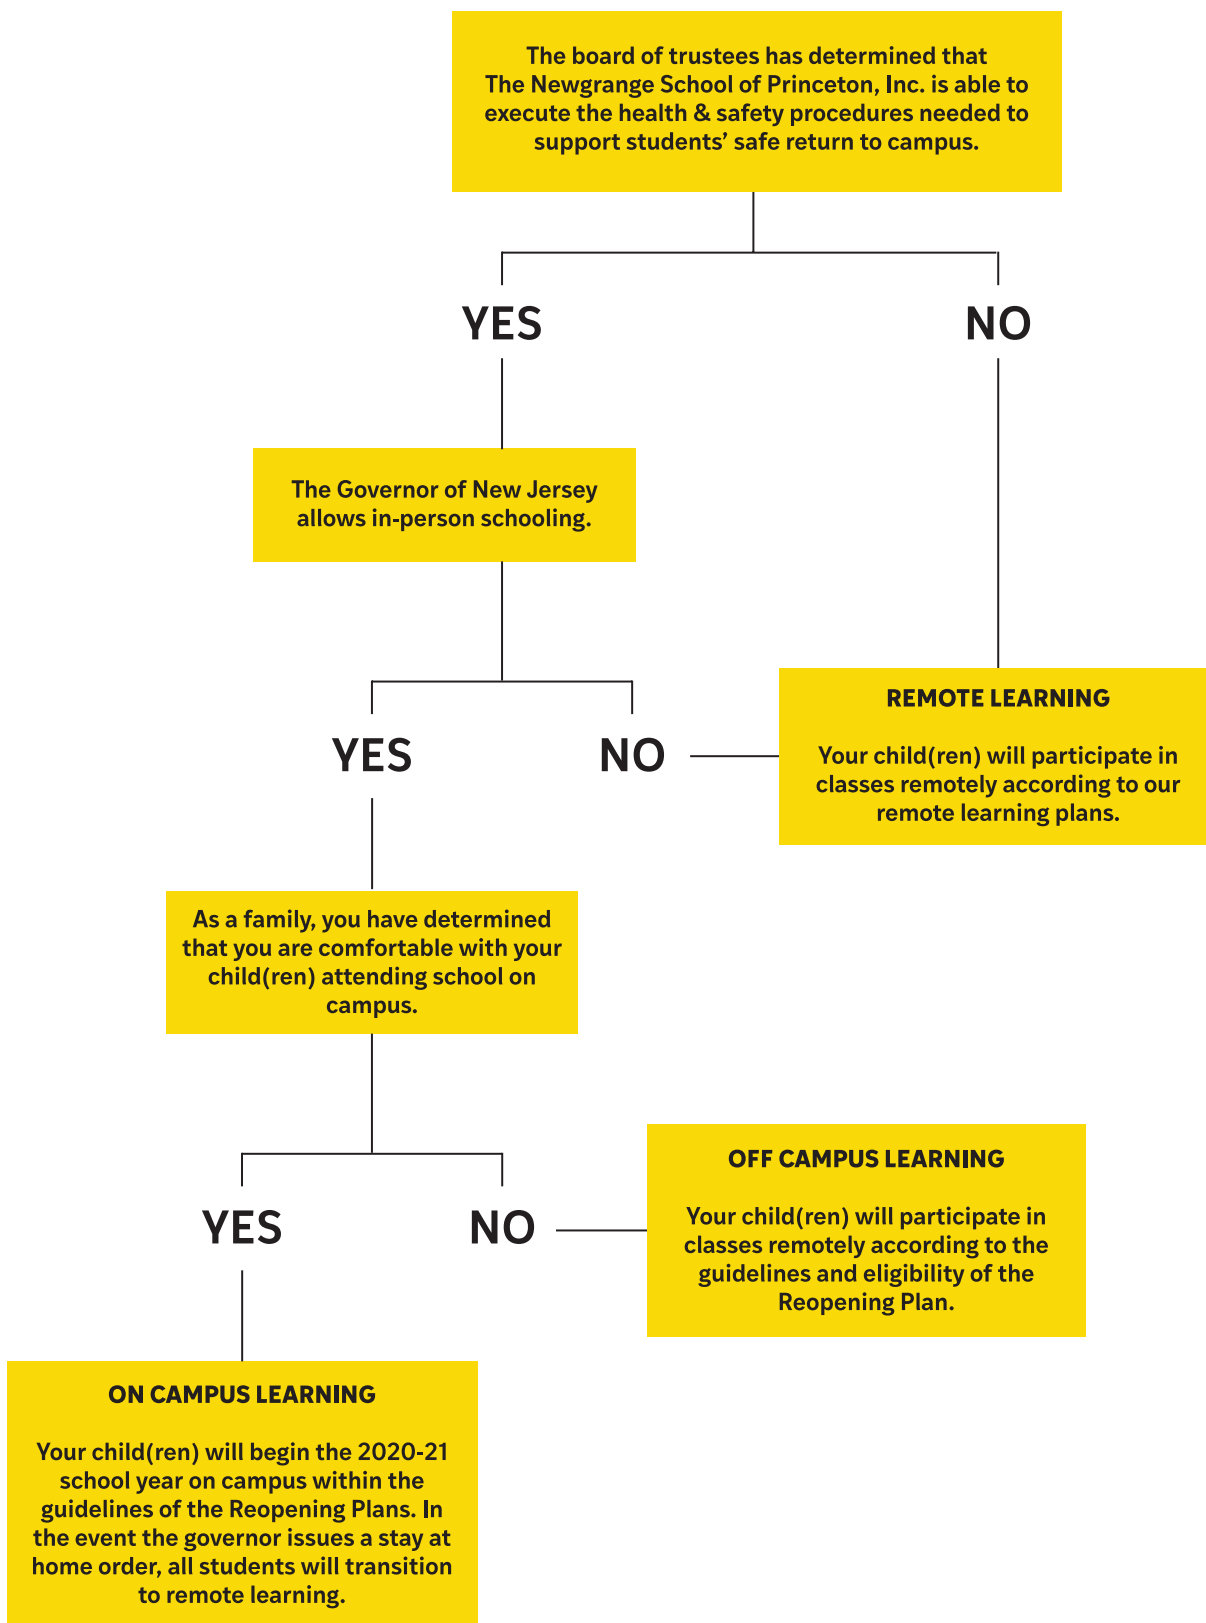 The board of trustees has determined that
The Newgrange School of Princeton, Inc. is able to
execute the health & safety procedures needed to
support students’ safe return to campus.
YES
NO
The Governor of New Jersey
allows in-person schooling.
YES
NO
REMOTE LEARNING
Your child(ren) will participate in
classes remotely according to our
remote learning plans.
As a family, you have determined
that you are comfortable with your
child(ren) attending school on
campus.
YES
NO
OFF CAMPUS LEARNING
Your child(ren) will participate in
classes remotely according to the
guidelines and eligibility of the
Reopening Plan.
ON CAMPUS LEARNING
Your child(ren) will begin the 2020-21
school year on campus within the
guidelines of the Reopening Plans. In
the event the governor issues a stay at
home order, all students will transition
to remote learning.